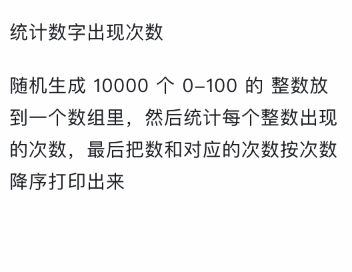 统计数字出现次数
随机生成 10000 个 0–100 的 整数放
到一个数组里，然后统计每个整数出现
的次数，最后把数和对应的次数按次数
降序打印出来